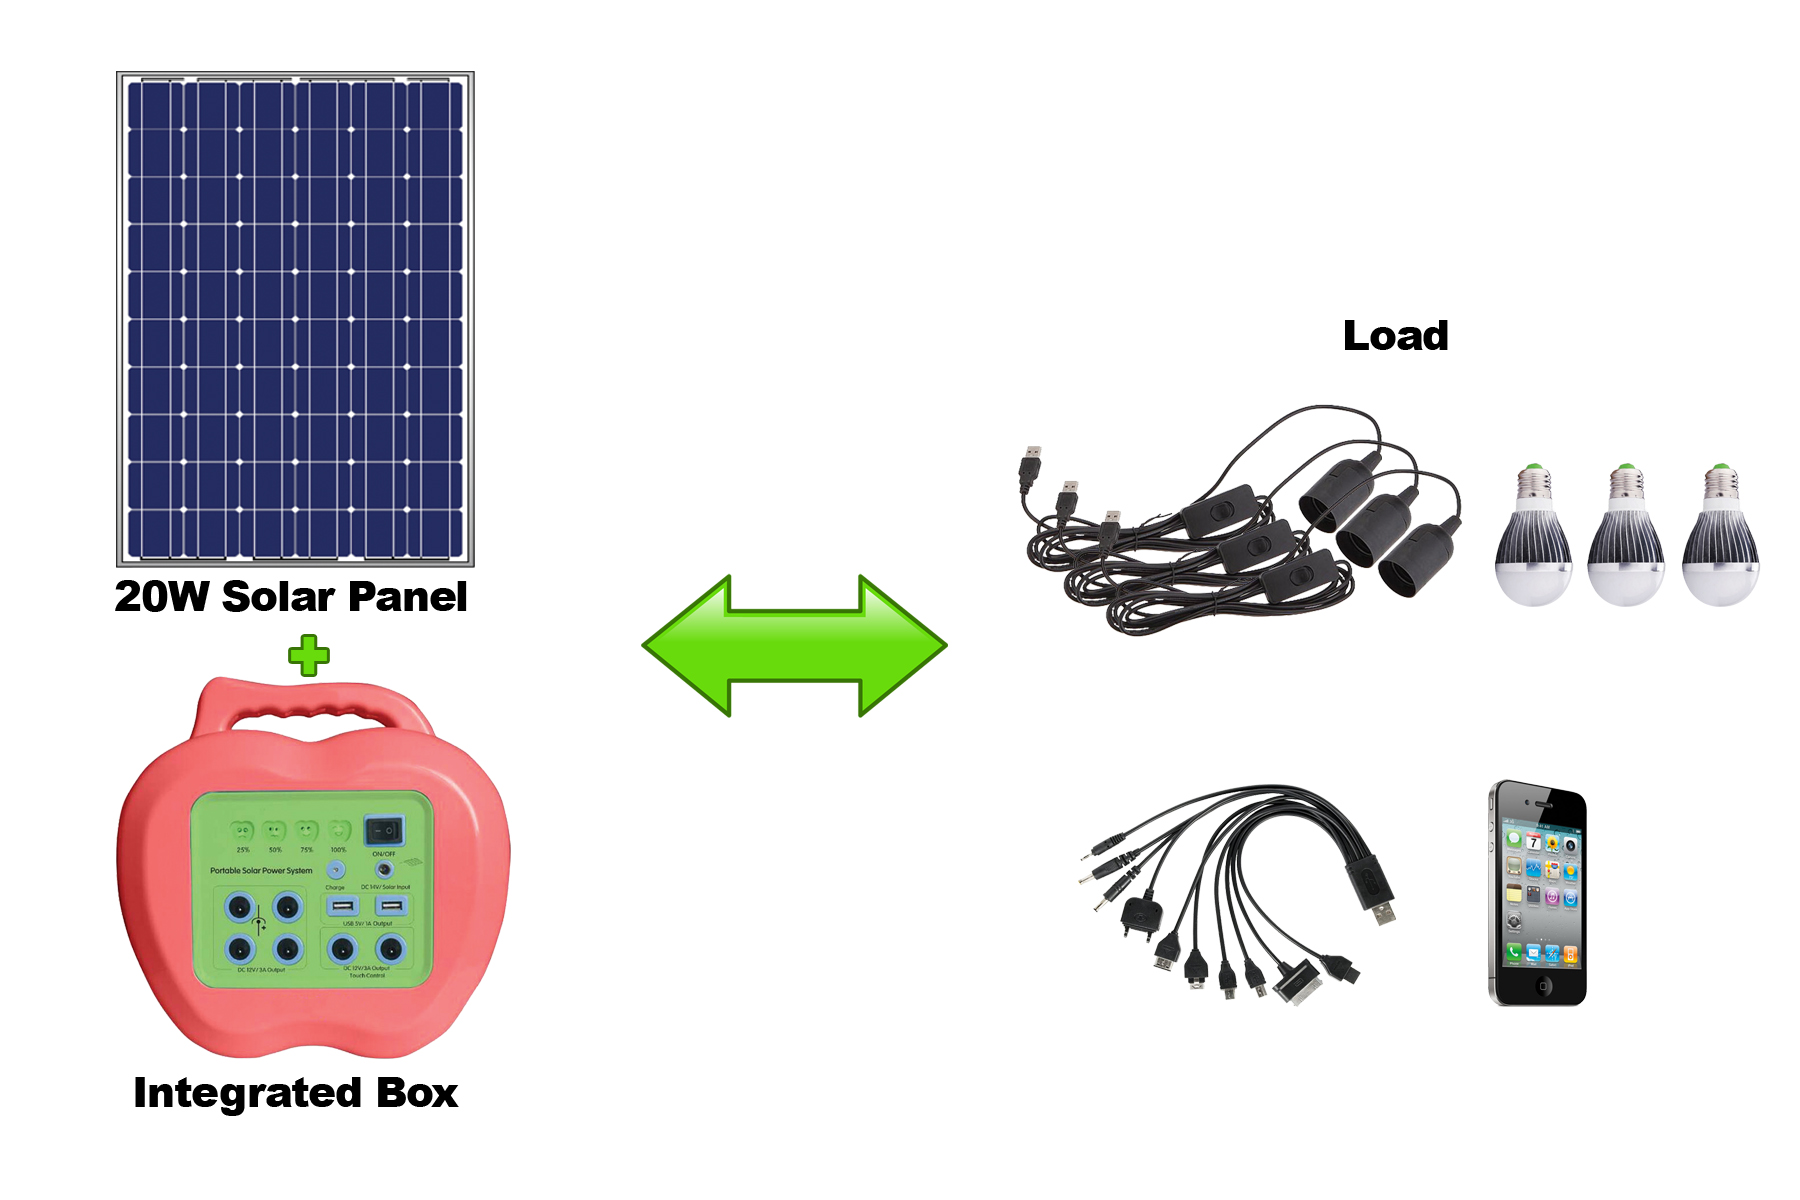 20W Solar Panel
Load
25% 50% 75% 100%
ON/OFF
Portable Solar Power System
Charge DC 14V/Solar Input
USB 5V/1A Output
DC 12V/3A Output
DC 12V/3A Output
Touch Control
Integrated Box